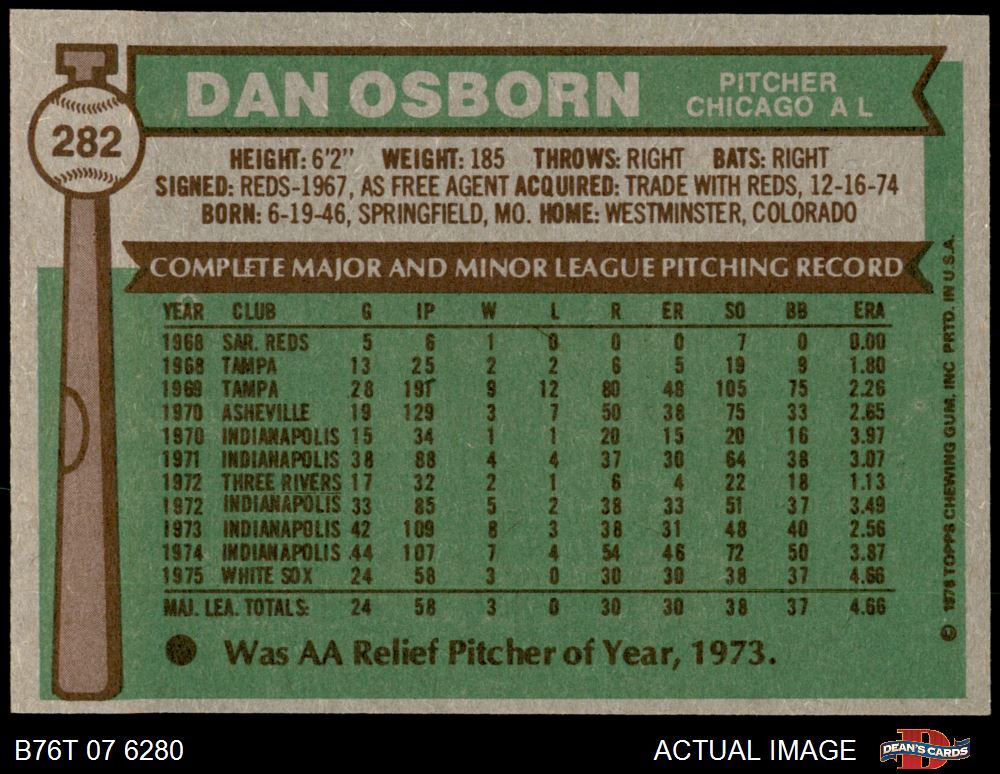 282
DAN OSBORN
PITCHER
CHICAGO A L
HEIGHT: 6'2" WEIGHT: 185 THROWS: RIGHT BATS: RIGHT
SIGNED: REDS-1967, AS FREE AGENT ACQUIRED: TRADE WITH REDS, 12-16-74
BORN: 6-19-46, SPRINGFIELD, MO. HOME: WESTMINSTER, COLORADO
COMPLETE MAJOR AND MINOR LEAGUE PITCHING RECORD
YEAR CLUB G IP W L R ER SO BB ERA
1968 SAR. REDS 5 6 1 0 0 0 7 0 0.00
1968 TAMPA 13 25 2 2 6 5 19 9 1.80
1969 TAMPA 28 191 9 12 80 48 105 75 2.26
1970 ASHEVILLE 19 129 3 7 50 38 75 33 2.65
1970 INDIANAPOLIS 15 34 1 1 20 15 20 16 3.97
1971 INDIANAPOLIS 38 88 4 4 37 30 64 38 3.07
1972 THREE RIVERS 17 32 2 1 6 4 22 18 1.13
1972 INDIANAPOLIS 33 85 5 2 38 33 51 37 3.49
1973 INDIANAPOLIS 42 109 8 3 38 31 48 40 2.56
1974 INDIANAPOLIS 44 107 7 4 54 46 72 50 3.87
1975 WHITE SOX 24 58 3 0 30 30 38 37 4.66
MAJ. LEA. TOTALS: 24 58 3 0 30 30 38 37 4.66
● Was AA Relief Pitcher of Year, 1973.
© 1976 TOPPS CHEWING GUM, INC PRTD. IN U.S.A.
B76T 07 6280
ACTUAL IMAGE
DEAN'S CARDS